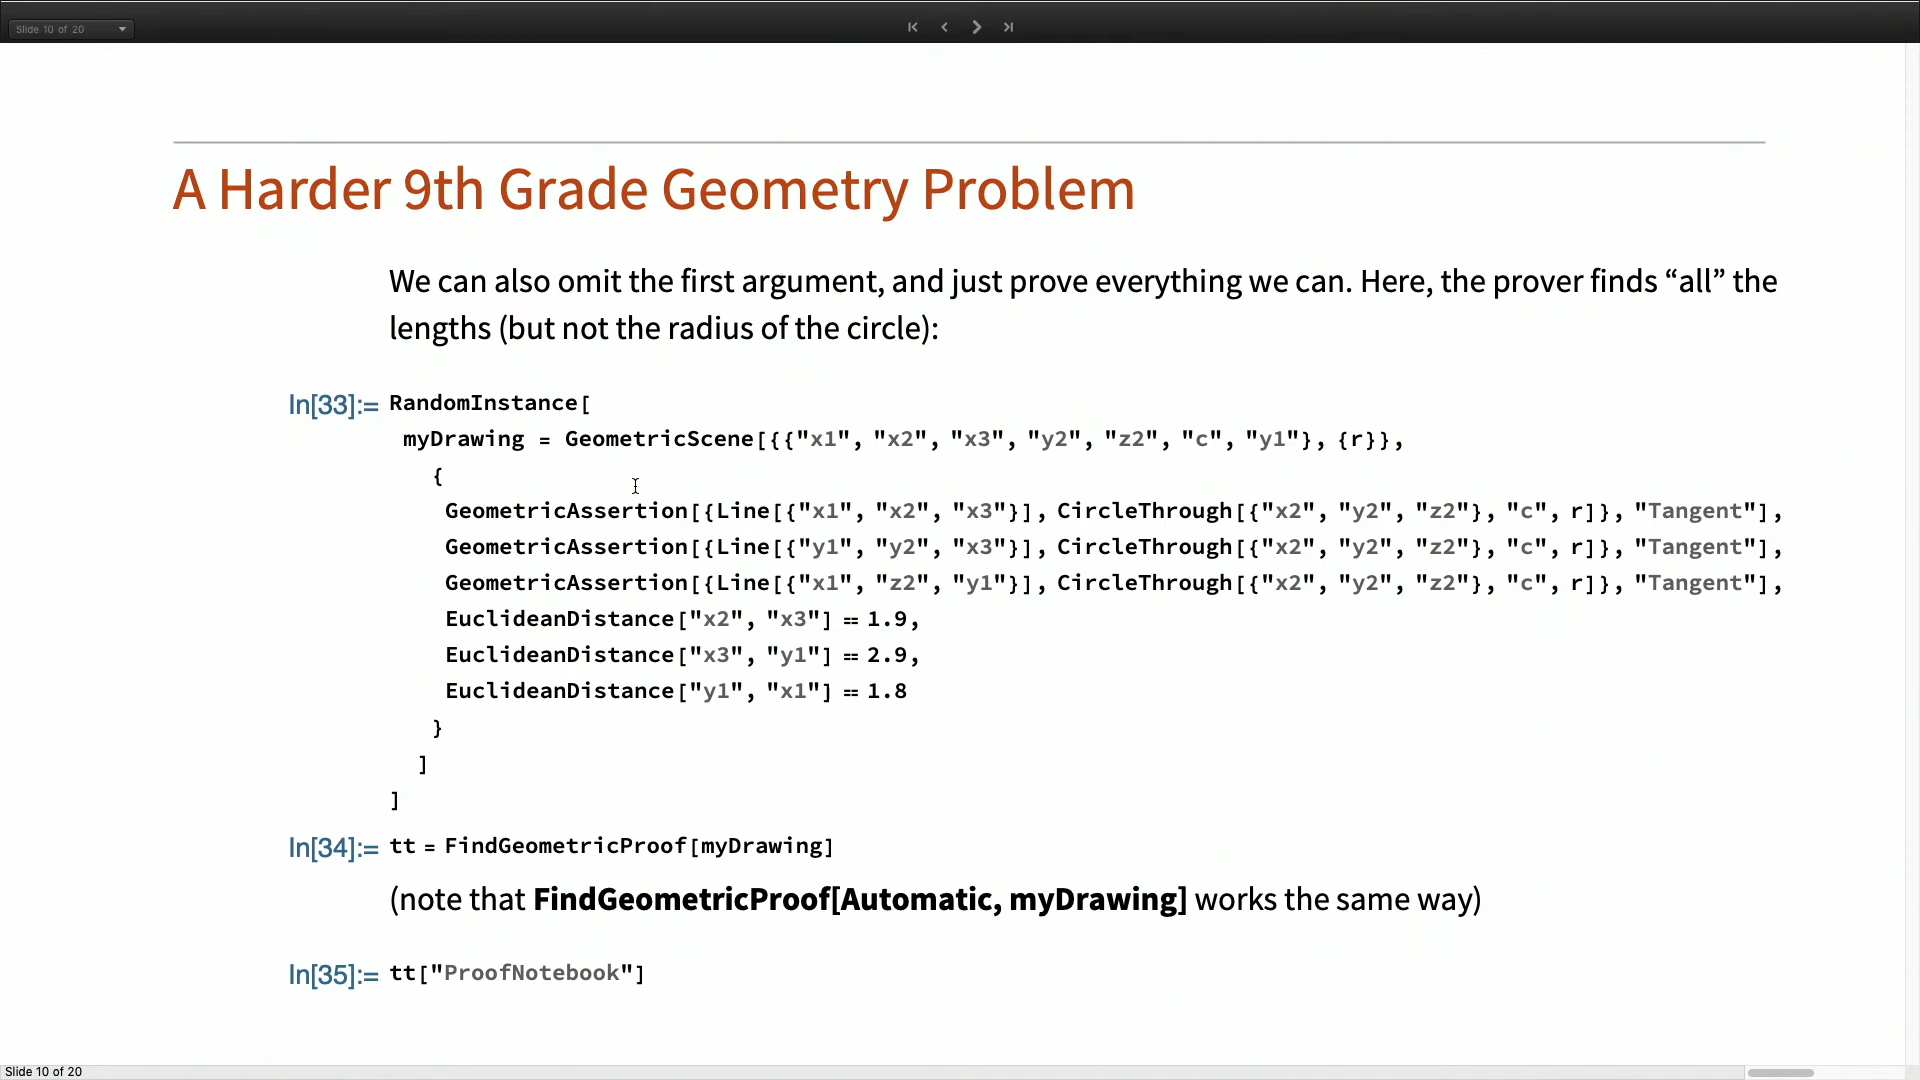 Slide 10 of 20
A Harder 9th Grade Geometry Problem
We can also omit the first argument, and just prove everything we can. Here, the prover finds “all” the
lengths (but not the radius of the circle):
In[33]:= RandomInstance[
myDrawing = GeometricScene[{{"x1", "x2", "x3", "y2", "z2", "c", "y1"}, {r}},
{
GeometricAssertion[{Line[{"x1", "x2", "x3"}], CircleThrough[{"x2", "y2", "z2"}, "c", r]}, "Tangent"],
GeometricAssertion[{Line[{"y1", "y2", "x3"}], CircleThrough[{"x2", "y2", "z2"}, "c", r]}, "Tangent"],
GeometricAssertion[{Line[{"x1", "z2", "y1"}], CircleThrough[{"x2", "y2", "z2"}, "c", r]}, "Tangent"],
EuclideanDistance["x2", "x3"] == 1.9,
EuclideanDistance["x3", "y1"] == 2.9,
EuclideanDistance["y1", "x1"] == 1.8
}
]
]
In[34]:= tt = FindGeometricProof[myDrawing]
(note that FindGeometricProof[Automatic, myDrawing] works the same way)
In[35]:= tt["ProofNotebook"]
Slide 10 of 20